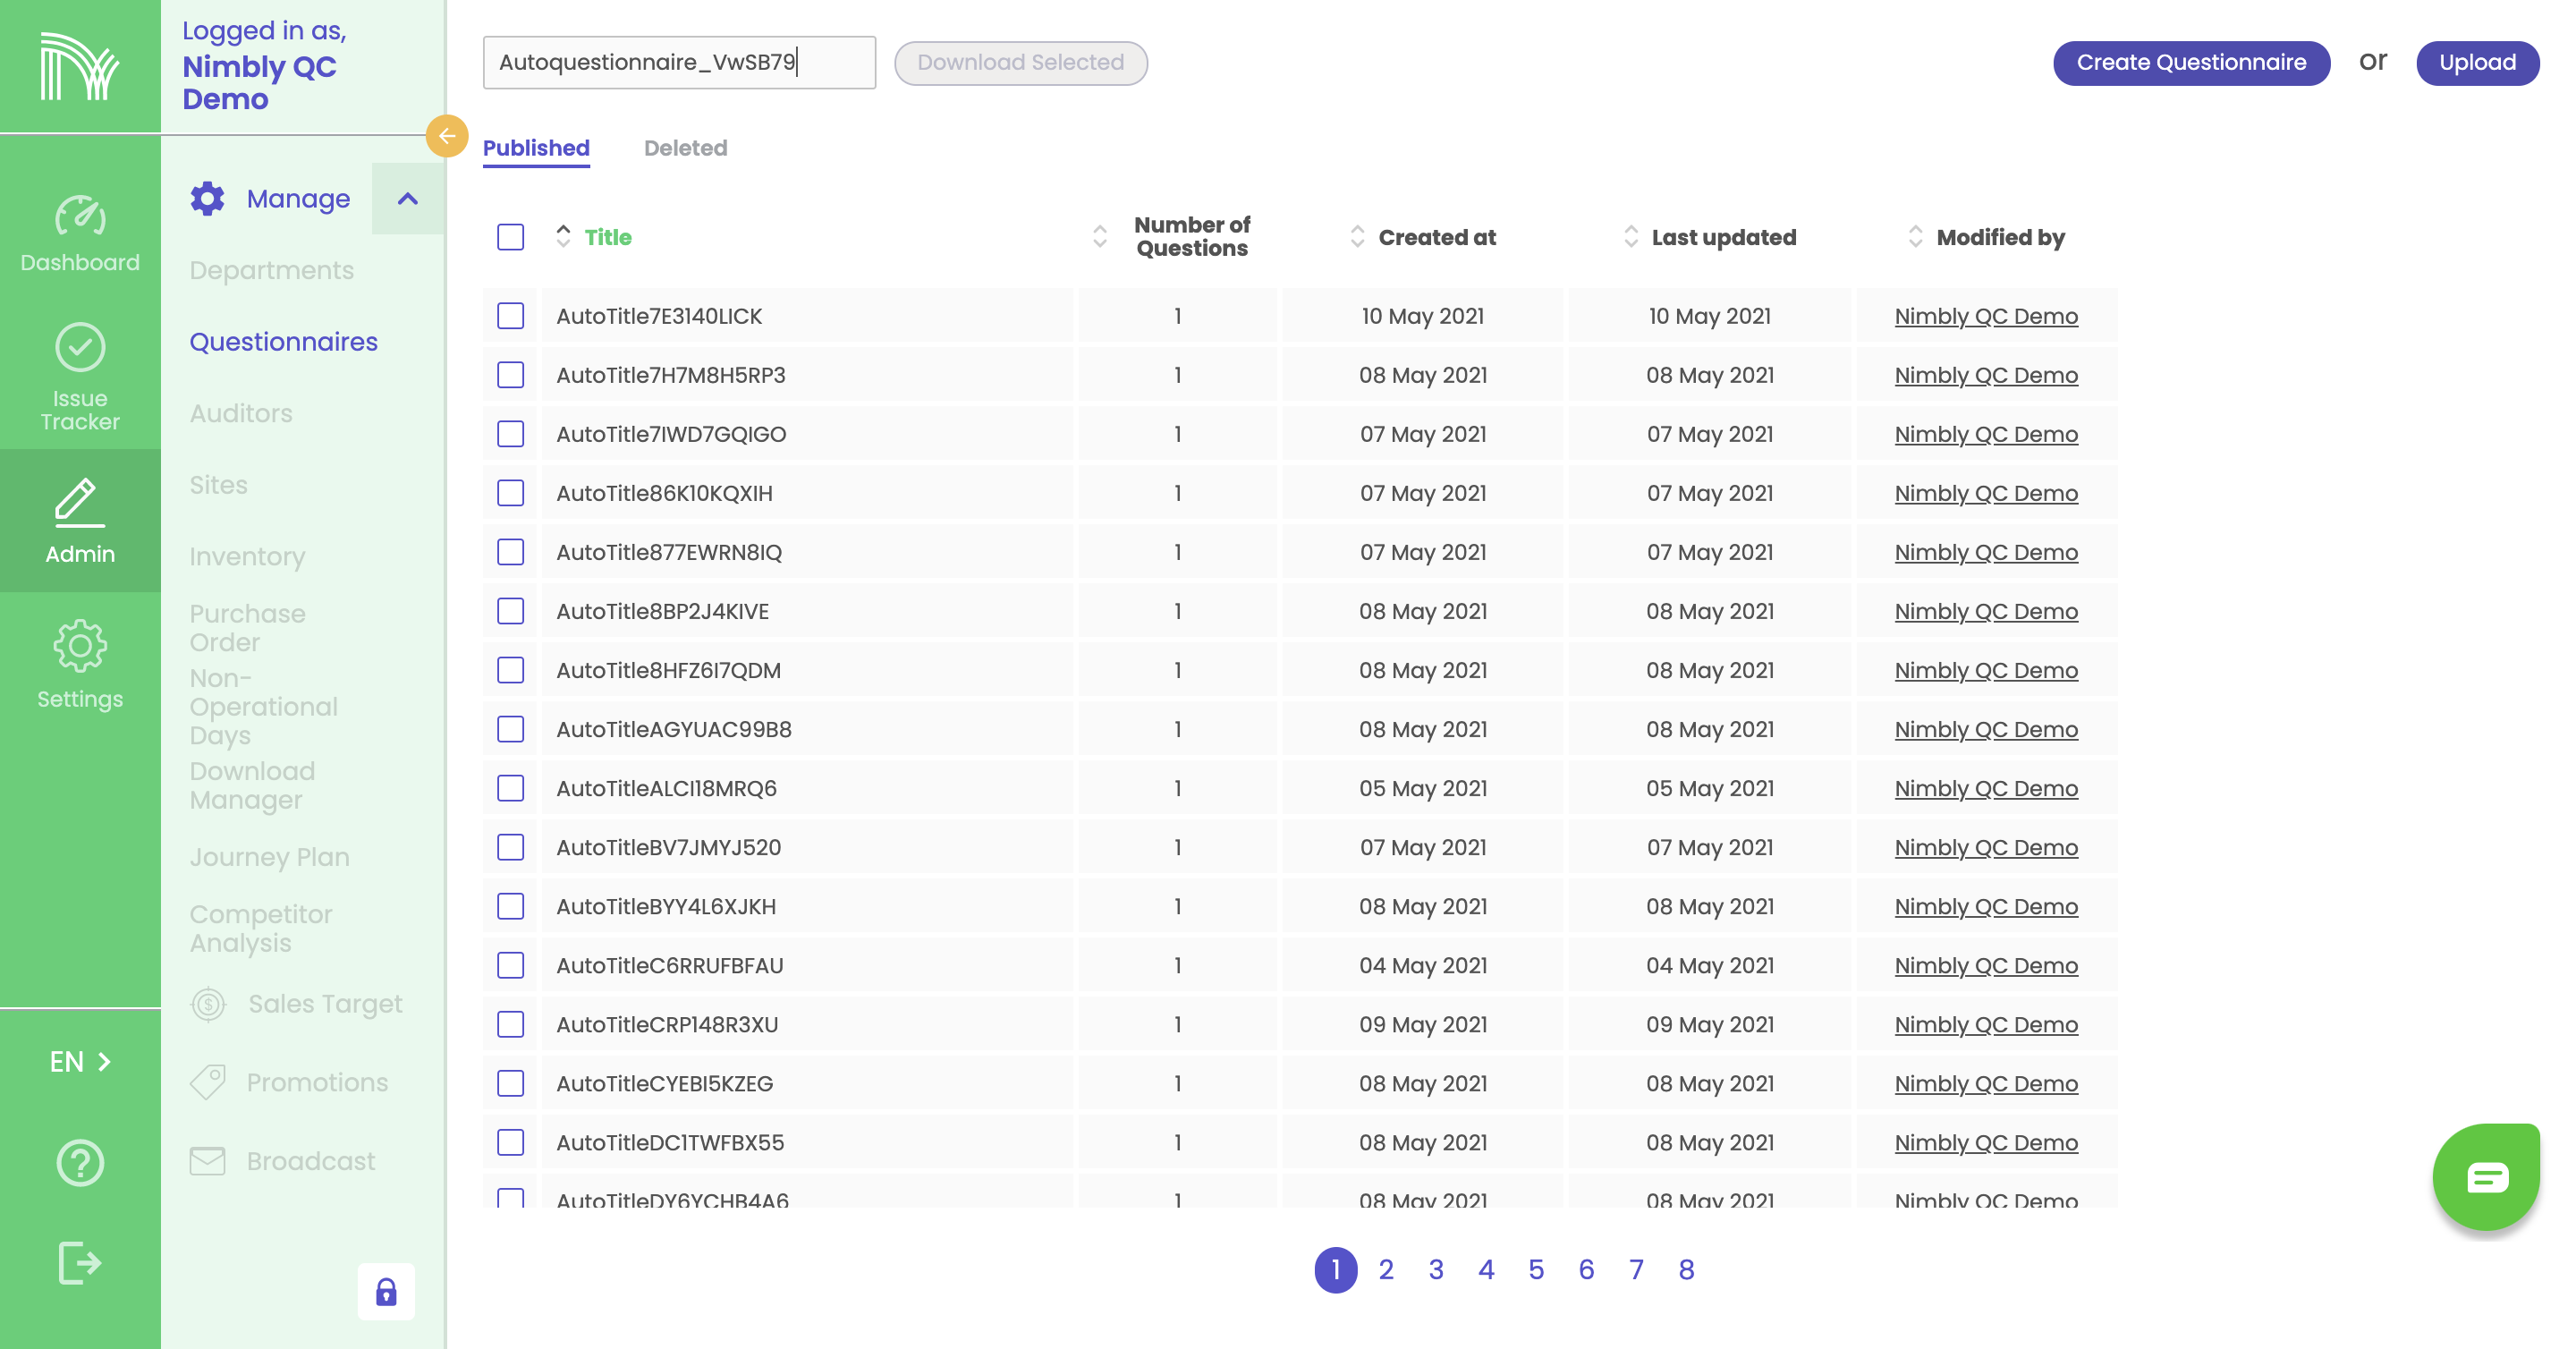 Logged in as,
Nimbly QC
Demo
Dashboard
Issue
Tracker
Admin
Settings
EN
Manage
Departments
Questionnaires
Auditors
Sites
Inventory
Purchase
Order
Non-
Operational
Days
Download
Manager
Journey Plan
Competitor
Analysis
Sales Target
Promotions
Broadcast
Autoquestionnaire_VwSB79
Download Selected
Create Questionnaire or Upload
Published Deleted
Title Number of Questions Created at Last updated Modified by
AutoTitle7E3140LICK 1 10 May 2021 10 May 2021 Nimbly QC Demo
AutoTitle7H7M8H5RP3 1 08 May 2021 08 May 2021 Nimbly QC Demo
AutoTitle7IWD7GQIGO 1 07 May 2021 07 May 2021 Nimbly QC Demo
AutoTitle86K10KQXIH 1 07 May 2021 07 May 2021 Nimbly QC Demo
AutoTitle877EWRN8IQ 1 07 May 2021 07 May 2021 Nimbly QC Demo
AutoTitle8BP2J4KIVE 1 08 May 2021 08 May 2021 Nimbly QC Demo
AutoTitle8HFZ6I7QDM 1 08 May 2021 08 May 2021 Nimbly QC Demo
AutoTitleAGYUAC99B8 1 08 May 2021 08 May 2021 Nimbly QC Demo
AutoTitleALCI18MRQ6 1 05 May 2021 05 May 2021 Nimbly QC Demo
AutoTitleBV7JMYJ520 1 07 May 2021 07 May 2021 Nimbly QC Demo
AutoTitleBYY4L6XJKH 1 08 May 2021 08 May 2021 Nimbly QC Demo
AutoTitleC6RRUFBFAU 1 04 May 2021 04 May 2021 Nimbly QC Demo
AutoTitleCRP148R3XU 1 09 May 2021 09 May 2021 Nimbly QC Demo
AutoTitleCYEBI5KZEG 1 08 May 2021 08 May 2021 Nimbly QC Demo
AutoTitleDC1TWFBX55 1 08 May 2021 08 May 2021 Nimbly QC Demo
AutoTitleDY6YCHB4A6 1 08 May 2021 08 May 2021 Nimbly QC Demo
1 2 3 4 5 6 7 8